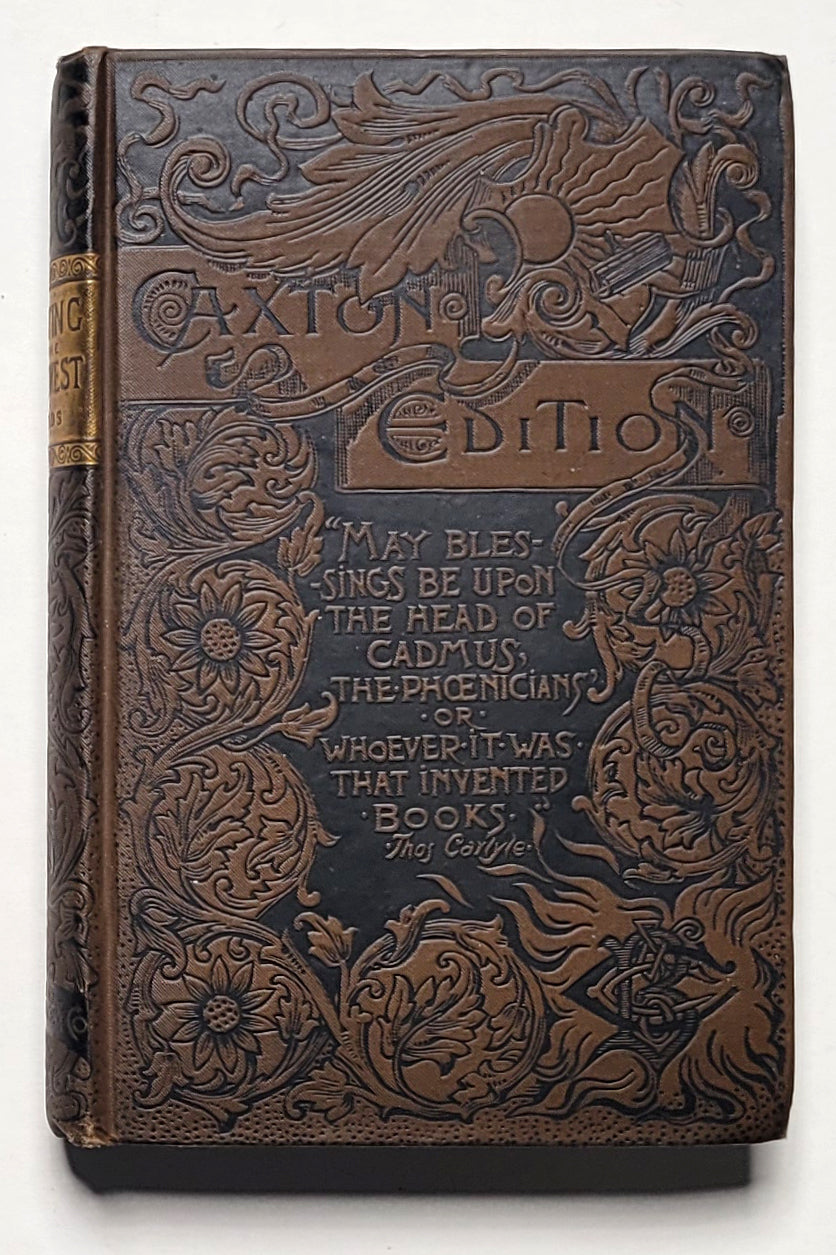 CAXTON
EDITION
"MAY BLES-
-SINGS BE UPON
THE HEAD OF
CADMUS,
THE·PHŒNICIANS,
·OR·
WHOEVER·IT·WAS·
THAT INVENTED
·BOOKS·"
·Thos Carlyle·